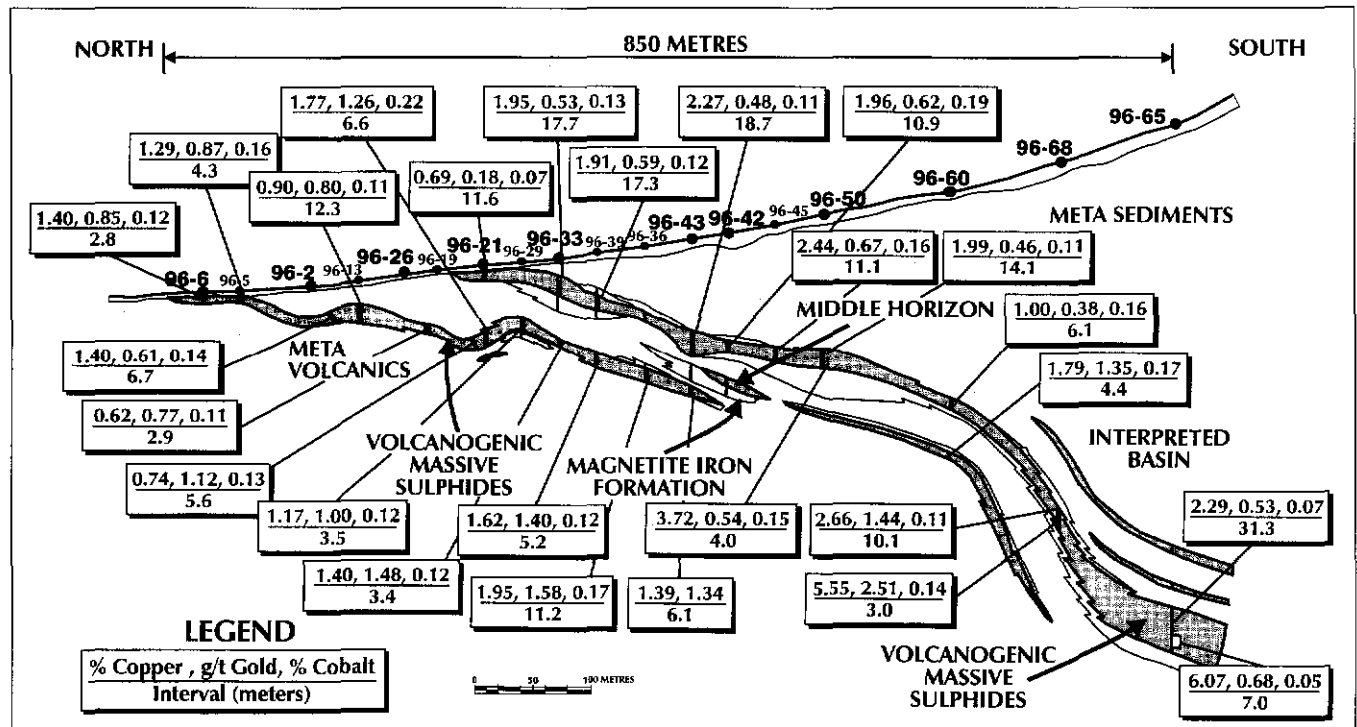 850 METRES
NORTH
SOUTH
1.77, 1.26, 0.22
6.6
1.95, 0.53, 0.13
17.7
2.27, 0.48, 0.11
18.7
1.96, 0.62, 0.19
10.9
96-65
1.29, 0.87, 0.16
4.3
0.90, 0.80, 0.11
12.3
0.69, 0.18, 0.07
11.6
1.91, 0.59, 0.12
17.3
96-68
96-60
1.40, 0.85, 0.12
2.8
96-6
96-5
96-2
96-13
96-26
96-19
96-21
96-29
96-33
96-39
96-36
96-43
96-42
96-45
96-50
META SEDIMENTS
2.44, 0.67, 0.16
11.1
1.99, 0.46, 0.11
14.1
MIDDLE HORIZON
1.00, 0.38, 0.16
6.1
1.40, 0.61, 0.14
6.7
META
VOLCANICS
1.79, 1.35, 0.17
4.4
0.62, 0.77, 0.11
2.9
VOLCANOGENIC
MASSIVE
SULPHIDES
MAGNETITE IRON
FORMATION
INTERPRETED
BASIN
0.74, 1.12, 0.13
5.6
1.17, 1.00, 0.12
3.5
1.62, 1.40, 0.12
5.2
3.72, 0.54, 0.15
4.0
2.66, 1.44, 0.11
10.1
2.29, 0.53, 0.07
31.3
1.40, 1.48, 0.12
3.4
1.95, 1.58, 0.17
11.2
1.39, 1.34
6.1
5.55, 2.51, 0.14
3.0
LEGEND
% Copper , g/t Gold, % Cobalt
Interval (meters)
0 50 100 METRES
VOLCANOGENIC
MASSIVE
SULPHIDES
6.07, 0.68, 0.05
7.0